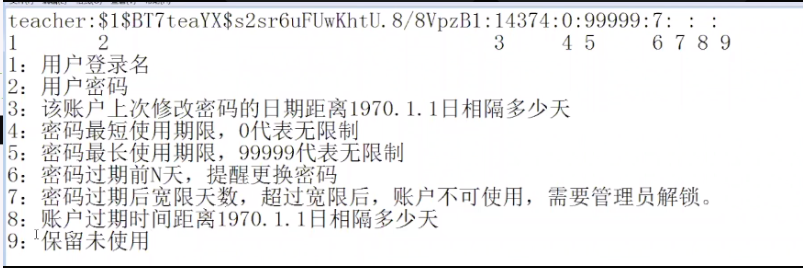 teacher:$1$BT7teaYX$s2sr6uFUwKhtU.8/8VpzB1:14374:0:99999:7: : :
1 2 3 4 5 6 7 8 9
1: 用户登录名
2: 用户密码
3: 该账户上次修改密码的日期距离1970.1.1日相隔多少天
4: 密码最短使用期限，0代表无限制
5: 密码最长使用期限，99999代表无限制
6: 密码过期前N天，提醒更换密码
7: 密码过期后宽限天数，超过宽限后，账户不可使用，需要管理员解锁。
8: 账户过期时间距离1970.1.1日相隔多少天
9: 保留未使用